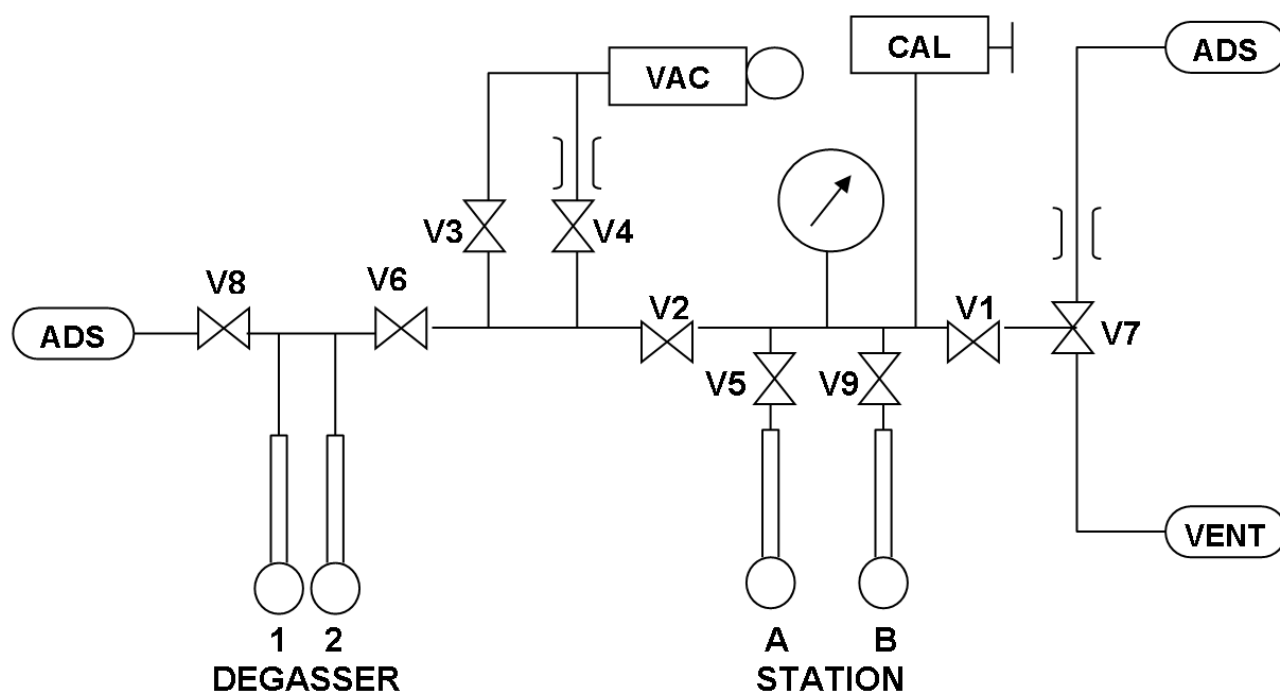 CAL
ADS
VAC
V3
V4
V8
V6
V2
V1
V7
ADS
V5
V9
VENT
1 2
DEGASSER
A B
STATION